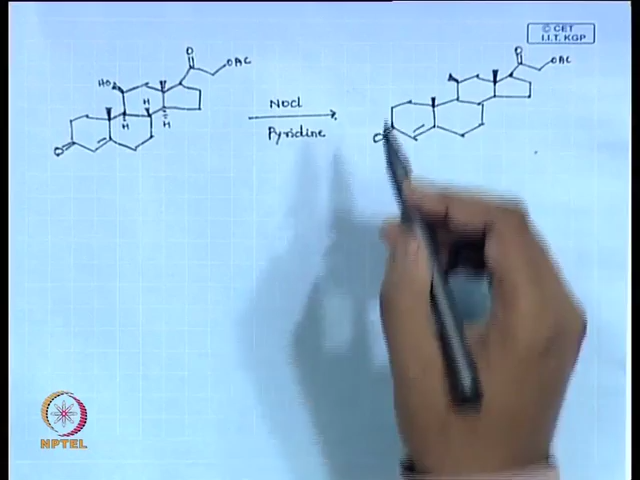 © CET
I.I.T. KGP
O
OAC
HO
H
H
H
H
O
NOCl
Pyridine
O
OAC
O
NPTEL